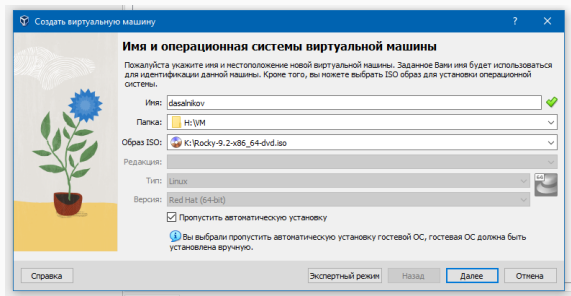 Создать виртуальную машину
Имя и операционная системы виртуальной машины
Пожалуйста укажите имя и местоположение новой виртуальной машины. Заданное Вами имя будет использоваться
для идентификации данной машины. Кроме того, вы можете выбрать ISO образ для установки операционной
системы.
Имя: dasalnikov
Папка: H:\VM
Образ ISO: K:\Rocky-9.2-x86_64-dvd.iso
Редакция:
Тип: Linux
64
Версия: Red Hat (64-bit)
Пропустить автоматическую установку
Вы выбрали пропустить автоматическую установку гостевой ОС, гостевая ОС должна быть
установлена вручную.
Справка Экспертный режим Назад Далее Отмена